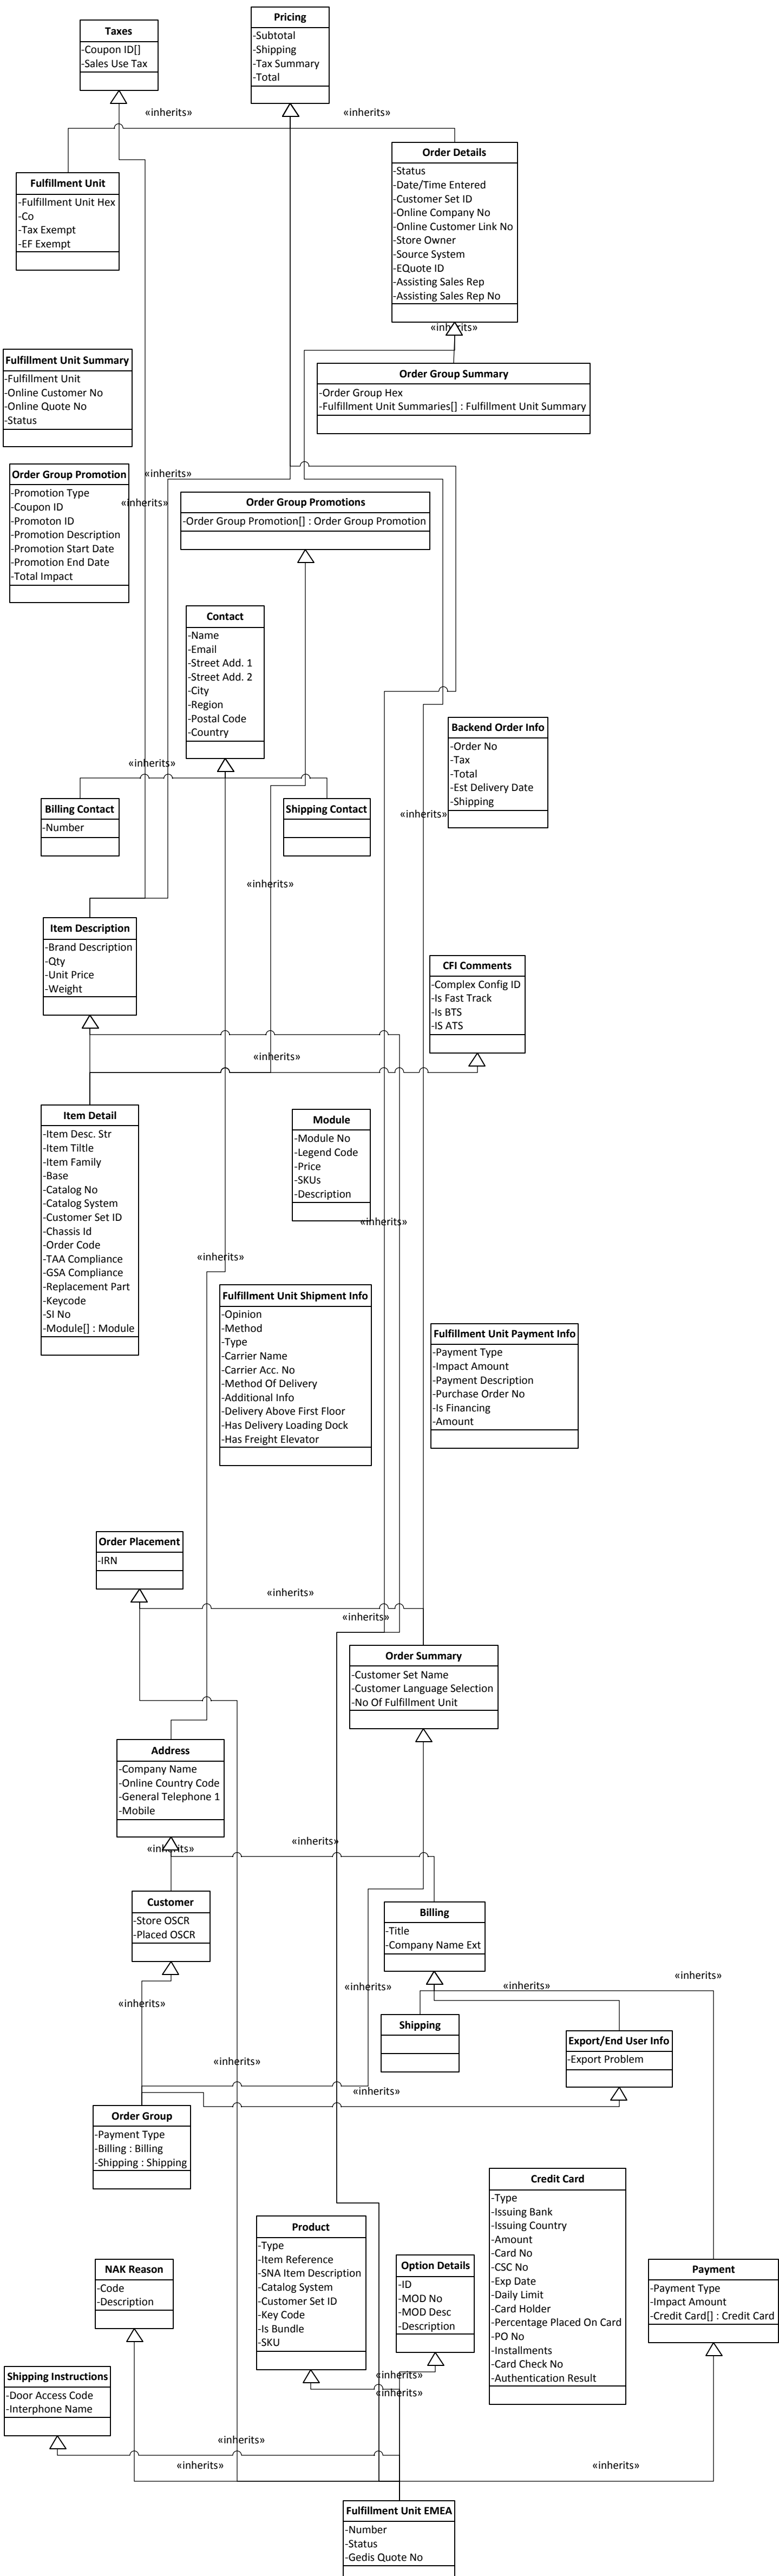 Pricing
-Subtotal
-Shipping
-Tax Summary
-Total
Taxes
-Coupon ID[]
-Sales Use Tax
«inherits»
«inherits»
Order Details
-Status
-Date/Time Entered
-Customer Set ID
-Online Company No
-Online Customer Link No
-Store Owner
-Source System
-EQuote ID
-Assisting Sales Rep
-Assisting Sales Rep No
Fulfillment Unit
-Fulfillment Unit Hex
-Co
-Tax Exempt
-EF Exempt
«inherits»
Fulfillment Unit Summary
-Fulfillment Unit
-Online Customer No
-Online Quote No
-Status
Order Group Summary
-Order Group Hex
-Fulfillment Unit Summaries[] : Fulfillment Unit Summary
Order Group Promotion
-Promotion Type
-Coupon ID
-Promoton ID
-Promotion Description
-Promotion Start Date
-Promotion End Date
-Total Impact
«inherits»
«inherits»
Order Group Promotions
-Order Group Promotion[] : Order Group Promotion
Contact
-Name
-Email
-Street Add. 1
-Street Add. 2
-City
-Region
-Postal Code
-Country
Backend Order Info
-Order No
-Tax
-Total
-Est Delivery Date
-Shipping
«inherits»
Billing Contact
-Number
Shipping Contact
«inherits»
«inherits»
Item Description
-Brand Description
-Qty
-Unit Price
-Weight
CFI Comments
-Complex Config ID
-Is Fast Track
-Is BTS
-IS ATS
«inherits»
Item Detail
-Item Desc. Str
-Item Tiltle
-Item Family
-Base
-Catalog No
-Catalog System
-Customer Set ID
-Chassis Id
-Order Code
-TAA Compliance
-GSA Compliance
-Replacement Part
-Keycode
-SI No
-Module[] : Module
Module
-Module No
-Legend Code
-Price
-SKUs
-Description
«inherits»
«inherits»
Fulfillment Unit Shipment Info
-Opinion
-Method
-Type
-Carrier Name
-Carrier Acc. No
-Method Of Delivery
-Additional Info
-Delivery Above First Floor
-Has Delivery Loading Dock
-Has Freight Elevator
Fulfillment Unit Payment Info
-Payment Type
-Impact Amount
-Payment Description
-Purchase Order No
-Is Financing
-Amount
Order Placement
-IRN
«inherits»
«inherits»
Order Summary
-Customer Set Name
-Customer Language Selection
-No Of Fulfillment Unit
Address
-Company Name
-Online Country Code
-General Telephone 1
-Mobile
«inherits»
«inherits»
Customer
-Store OSCR
-Placed OSCR
Billing
-Title
-Company Name Ext
«inherits»
«inherits»
«inherits»
«inherits»
Shipping
Export/End User Info
-Export Problem
«inherits»
«inherits»
Order Group
-Payment Type
-Billing : Billing
-Shipping : Shipping
Credit Card
-Type
-Issuing Bank
-Issuing Country
-Amount
-Card No
-CSC No
-Exp Date
-Daily Limit
-Card Holder
-Percentage Placed On Card
-PO No
-Installments
-Card Check No
-Authentication Result
Product
-Type
-Item Reference
-SNA Item Description
-Catalog System
-Customer Set ID
-Key Code
-Is Bundle
-SKU
Option Details
-ID
-MOD No
-MOD Desc
-Description
NAK Reason
-Code
-Description
Payment
-Payment Type
-Impact Amount
-Credit Card[] : Credit Card
Shipping Instructions
-Door Access Code
-Interphone Name
«inherits»
«inherits»
«inherits»
«inherits»
«inherits»
Fulfillment Unit EMEA
-Number
-Status
-Gedis Quote No